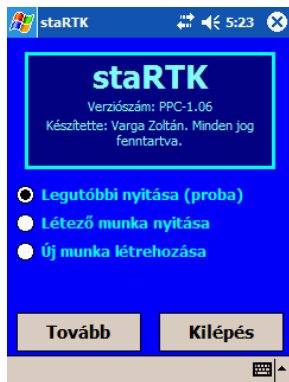 staRTK 5:23
staRTK
Verziószám: PPC-1.06
Készítette: Varga Zoltán. Minden jog
fenntartva.
Legutóbbi nyitása (proba)
Létező munka nyitása
Új munka létrehozása
Tovább Kilépés